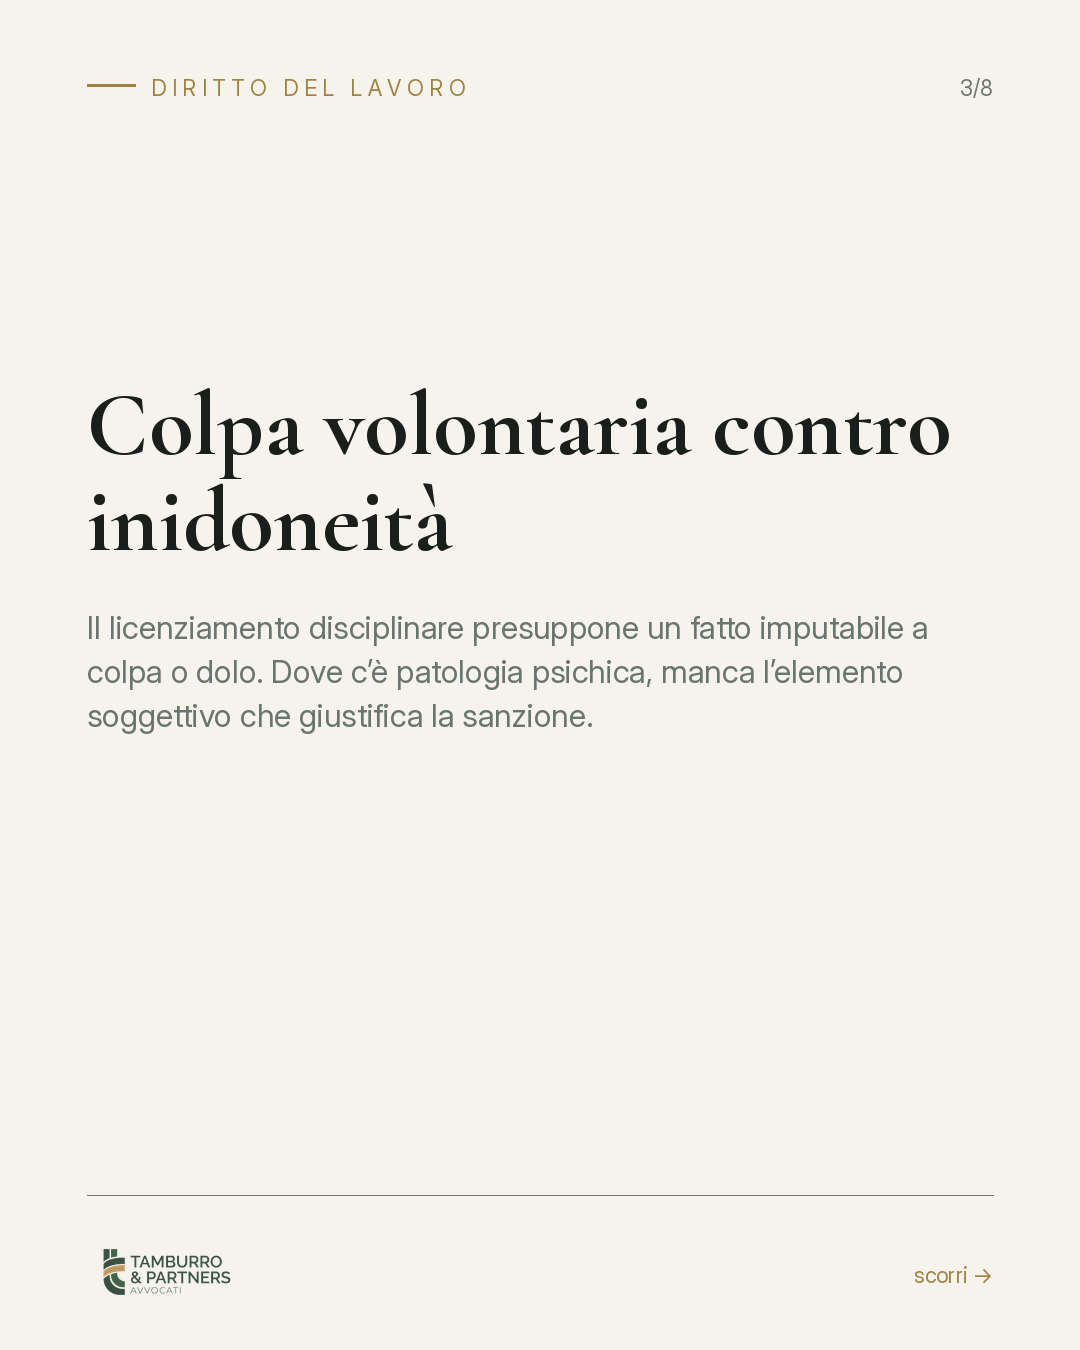 DIRITTO DEL LAVORO
3/8
Colpa volontaria contro
inidoneità
Il licenziamento disciplinare presuppone un fatto imputabile a
colpa o dolo. Dove c’è patologia psichica, manca l’elemento
soggettivo che giustifica la sanzione.
TAMBURRO
& PARTNERS
AVVOCATI
scorri →